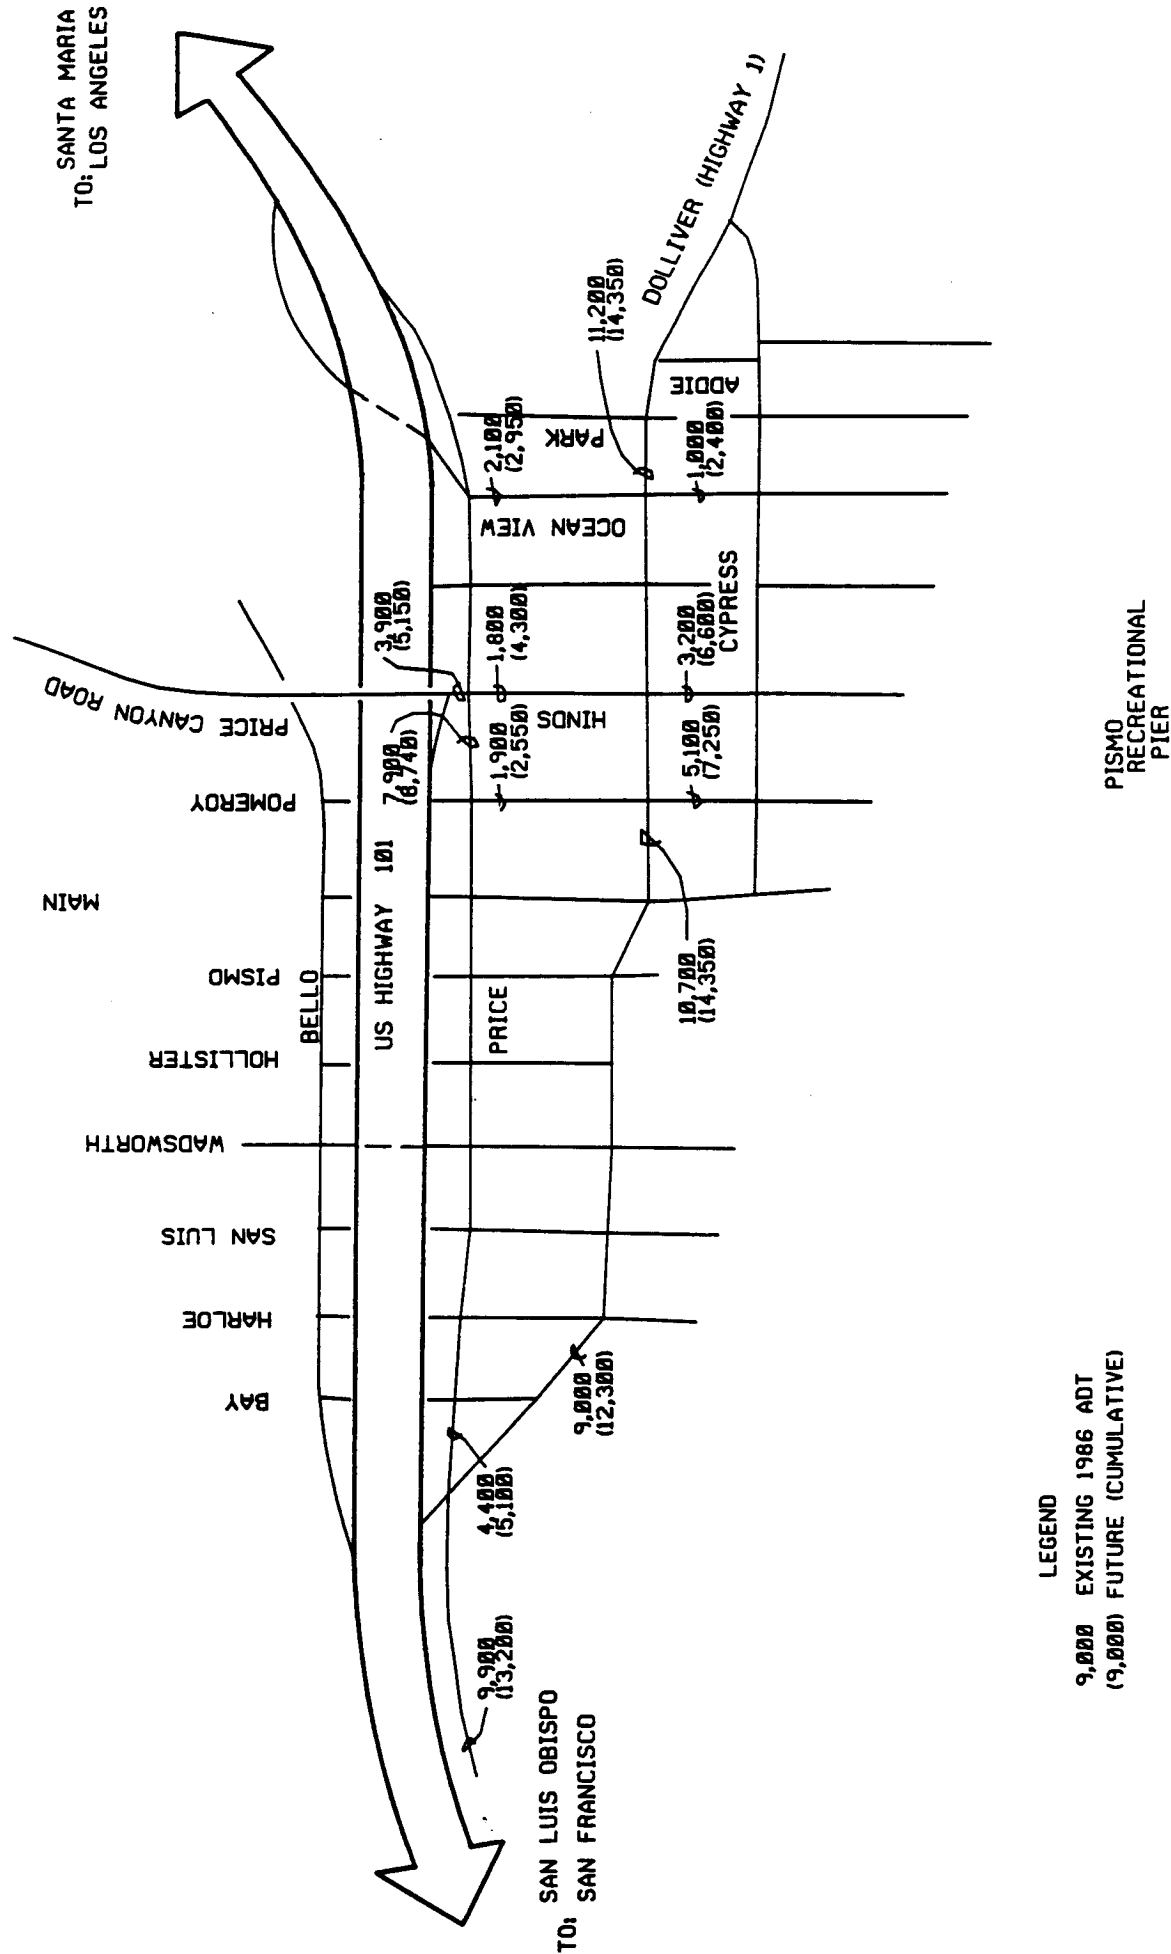 TO: SANTA MARIA
LOS ANGELES
PRICE CANYON ROAD
POMEROY
MAIN
PISMO
HOLLISTER
WADSWORTH
SAN LUIS
HARLOE
BAY
BELLO
US HIGHWAY 101
PRICE
HINDS
OCEAN VIEW
PARK
ADDIE
CYPRESS
DOLLIVER (HIGHWAY 1)
11,200
(14,350)
2,100
(2,950)
1,000
(2,400)
3,900
(5,150)
1,800
(4,300)
3,200
(6,600)
7,900
(8,740)
1,900
(2,550)
5,100
(7,250)
10,700
(14,350)
9,000
(12,300)
4,400
(5,100)
9,900
(13,200)
TO: SAN LUIS OBISPO
SAN FRANCISCO
PISMO
RECREATIONAL
PIER
LEGEND
9,000 EXISTING 1986 ADT
(9,000) FUTURE (CUMULATIVE)